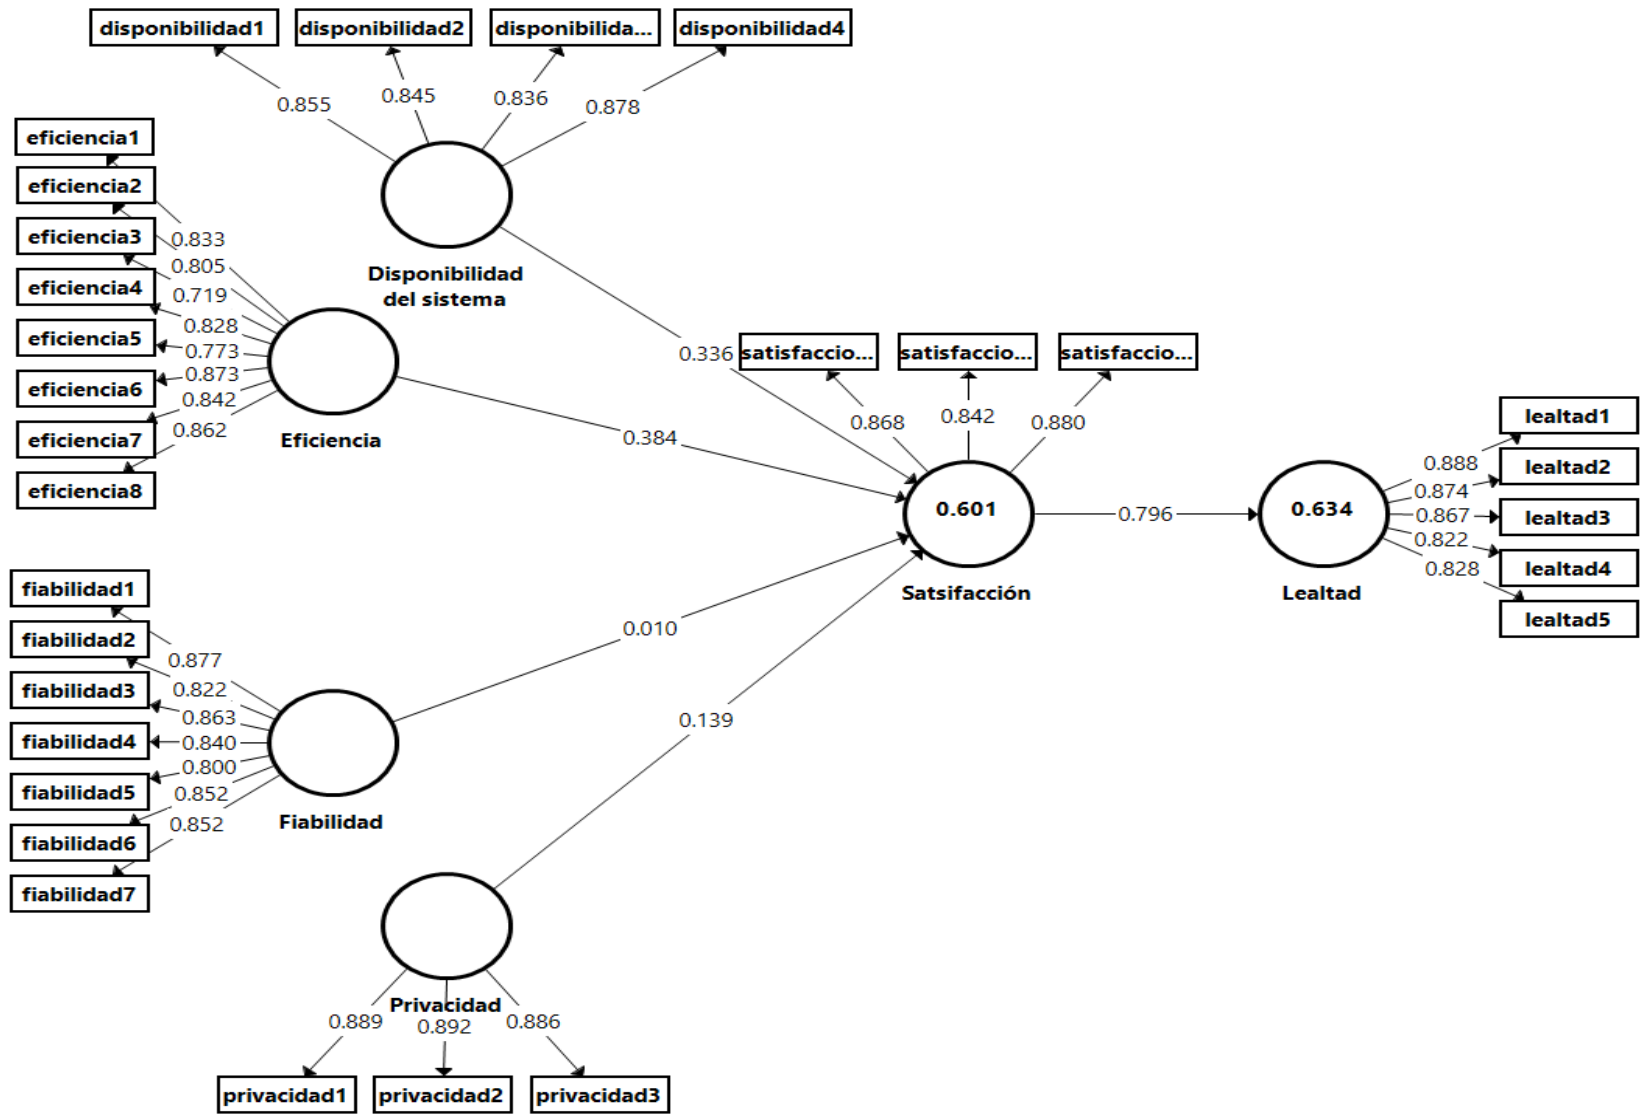 disponibilidad1
disponibilidad2
disponibilida...
disponibilidad4
0.855
0.845
0.836
0.878
Disponibilidad
del sistema
eficiencia1
eficiencia2
eficiencia3
eficiencia4
eficiencia5
eficiencia6
eficiencia7
eficiencia8
0.833
0.805
0.719
0.828
0.773
0.873
0.842
0.862
Eficiencia
0.336
0.384
0.010
0.139
satisfaccio...
satisfaccio...
satisfaccio...
0.868
0.842
0.880
0.601
Satsifacción
0.796
0.634
Lealtad
0.888
0.874
0.867
0.822
0.828
lealtad1
lealtad2
lealtad3
lealtad4
lealtad5
fiabilidad1
fiabilidad2
fiabilidad3
fiabilidad4
fiabilidad5
fiabilidad6
fiabilidad7
0.877
0.822
0.863
0.840
0.800
0.852
0.852
Fiabilidad
Privacidad
0.889
0.892
0.886
privacidad1
privacidad2
privacidad3